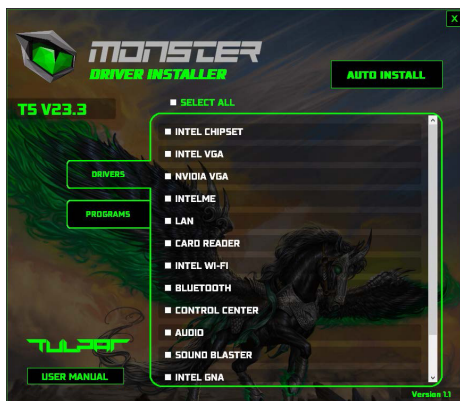 X
MONSTER
DRIVER INSTALLER
AUTO INSTALL
T5 V23.3
SELECT ALL
INTEL CHIPSET
INTEL VGA
DRIVERS
NVIDIA VGA
INTELME
PROGRAMS
LAN
CARD READER
INTEL WI-FI
BLUETOOTH
CONTROL CENTER
AUDIO
TULPAR
SOUND BLASTER
USER MANUAL
INTEL GNA
Version 1.1